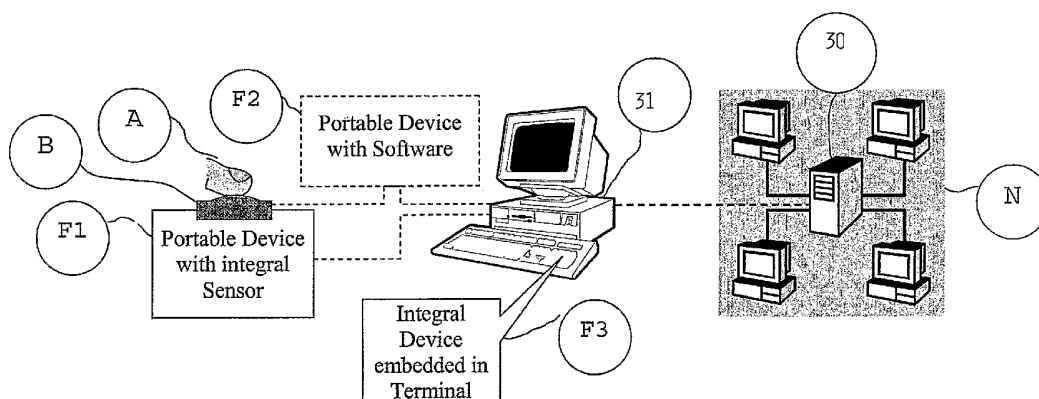 30
F2
31
A
Portable Device
with Software
B
N
F1
Portable Device
with integral
Sensor
Integral
Device
embedded in
Terminal
F3